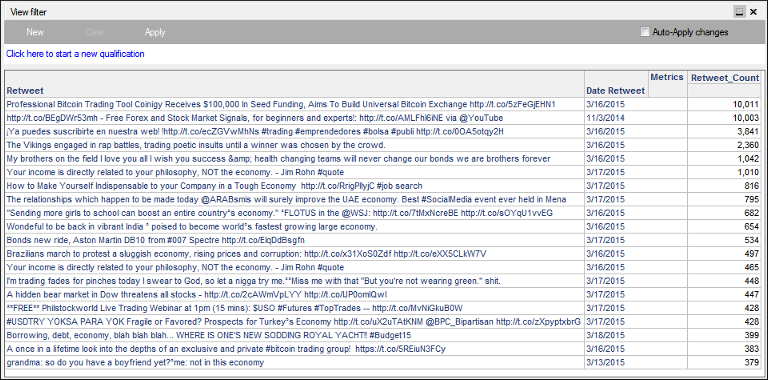 View filter
New Clear Apply Auto-Apply changes
Click here to start a new qualification
Retweet Date Retweet Metrics Retweet_Count
Professional Bitcoin Trading Tool Coinigy Receives $100,000 In Seed Funding, Aims To Build Universal Bitcoin Exchange http://t.co/5zFeGjEHN1 3/16/2015 10,011
http://t.co/BEgDWr53mh - Free Forex and Stock Market Signals, for beginners and experts!: http://t.co/AMLFhI6iNE via @YouTube 11/3/2014 10,003
¡Ya puedes suscribirte en nuestra web! !http://t.co/ecZGVwMhNs #trading #emprendedores #bolsa #publi http://t.co/0OA5otqy2H 3/16/2015 3,841
The Vikings engaged in rap battles, trading poetic insults until a winner was chosen by the crowd. 3/16/2015 2,360
My brothers on the field I love you all I wish you success &amp; health changing teams will never change our bonds we are brothers forever 3/16/2015 1,042
Your income is directly related to your philosophy, NOT the economy. - Jim Rohn #quote 3/17/2015 1,010
How to Make Yourself Indispensable to your Company in a Tough Economy http://t.co/RrigPIlyjC #job search 3/17/2015 816
The relationships which happen to be made today @ARABsmis will surely improve the UAE economy. Best #SocialMedia event ever held in Mena 3/17/2015 795
"Sending more girls to school can boost an entire country"s economy." "FLOTUS in the @WSJ: http://t.co/7tMxNcreBE http://t.co/sOYqU1vvEG 3/16/2015 682
Wondeful to be back in vibrant India " poised to become world"s fastest growing large economy. 3/16/2015 654
Bonds new ride, Aston Martin DB10 from #007 Spectre http://t.co/ElqDdBsgfn 3/17/2015 534
Brazilians march to protest a sluggish economy, rising prices and corruption: http://t.co/x31XoS0Zdf http://t.co/eXX5CLkW7V 3/16/2015 497
Your income is directly related to your philosophy, NOT the economy. - Jim Rohn #quote 3/16/2015 465
I'm trading fades for pinches today I swear to God, so let a nigga try me.""Miss me with that "But you're not wearing green." shit. 3/17/2015 448
A hidden bear market in Dow threatens all stocks - http://t.co/2cAWmVpLYY http://t.co/UP0omIQwI 3/17/2015 447
**FREE** Philstockworld Live Trading Webinar at 1pm (15 mins): $USO #Futures #TopTrades -- http://t.co/MvNiGkuB0W 3/17/2015 428
#USDTRY YOKSA PARA YOK Fragile or Favored? Prospects for Turkey"s Economy http://t.co/uX2uTAtKNM @BPC_Bipartisan http://t.co/zXpyptxbrG 3/17/2015 428
Borrowing, debt, economy, blah blah blah... WHERE IS ONE'S NEW SODDING ROYAL YACHT!! #Budget15 3/18/2015 399
A once in a lifetime look into the depths of an exclusive and private #bitcoin trading group! https://t.co/5REiuN3FCy 3/16/2015 383
grandma: so do you have a boyfriend yet?"me: not in this economy 3/13/2015 379